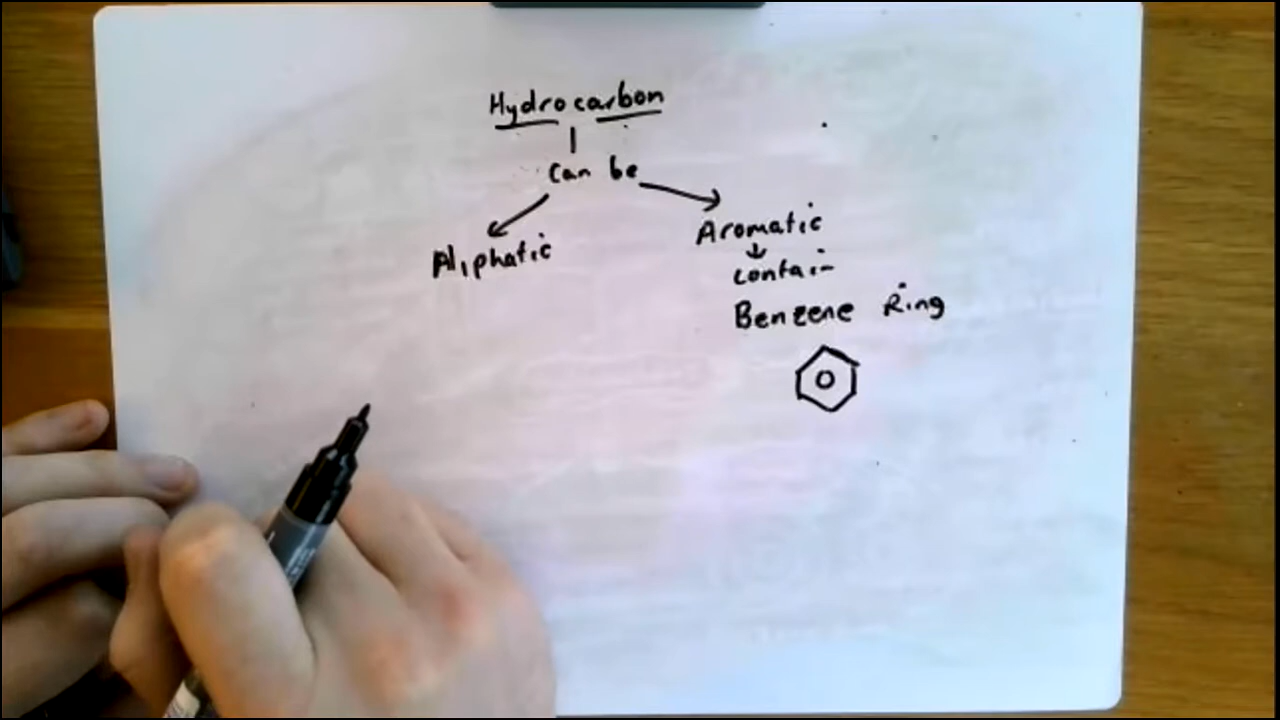 Hydrocarbon
can be
Aliphatic
Aromatic
contain
Benzene Ring